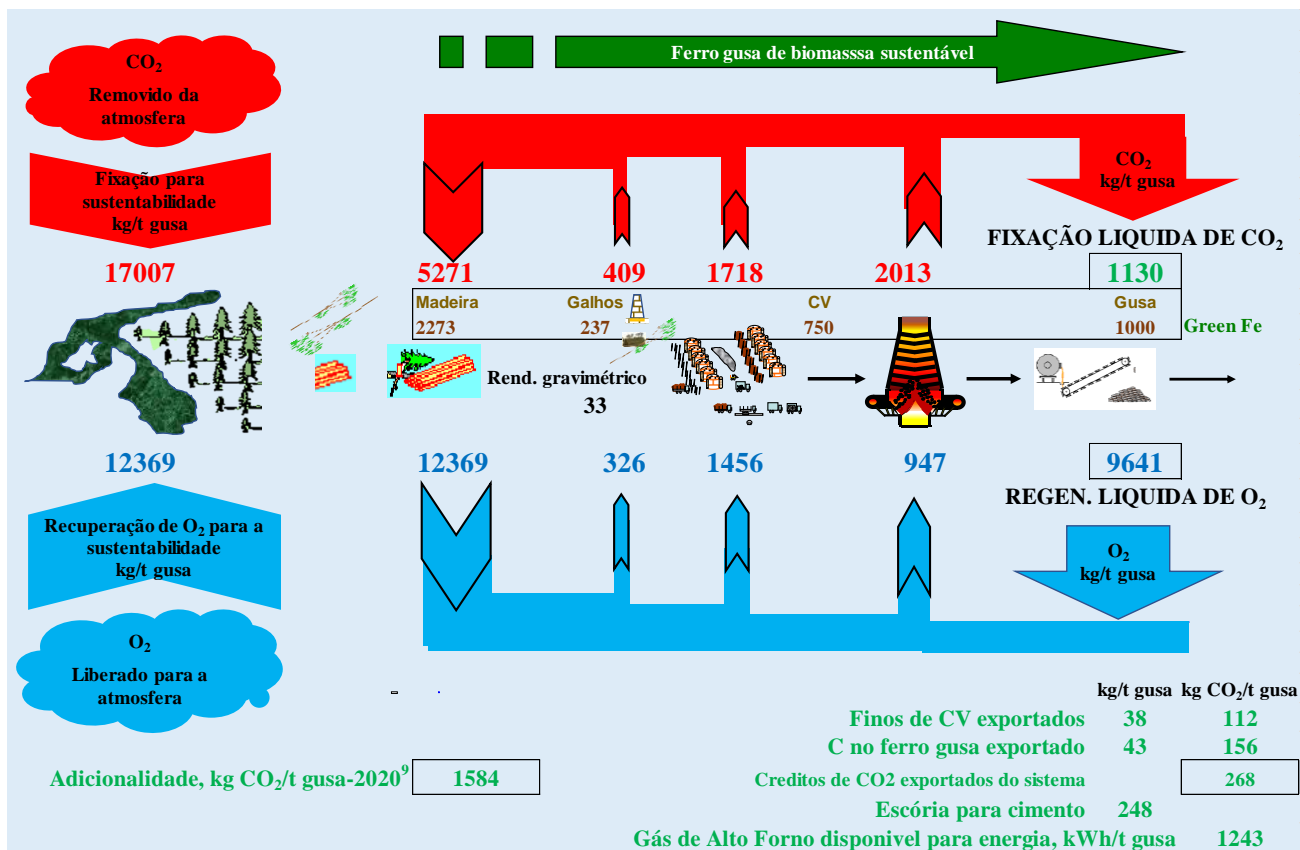 Ferro gusa de biomasssa sustentável
CO2
Removido da
atmosfera
Fixação para
sustentabilidade
kg/t gusa
CO2
kg/t gusa
FIXAÇÃO LIQUIDA DE CO2
17007
5271
409
1718
2013
1130
Madeira
Galhos
CV
Gusa
2273
237
750
1000
Green Fe
Rend. gravimétrico
33
12369
12369
326
1456
947
9641
REGEN. LIQUIDA DE O2
Recuperação de O2 para a
sustentabilidade
kg/t gusa
O2
kg/t gusa
O2
Liberado para a
atmosfera
kg/t gusa kg CO2/t gusa
Finos de CV exportados 38 112
C no ferro gusa exportado 43 156
Adicionalidade, kg CO2/t gusa-2020⁹ 1584
Creditos de CO2 exportados do sistema 268
Escória para cimento 248
Gás de Alto Forno disponivel para energia, kWh/t gusa 1243